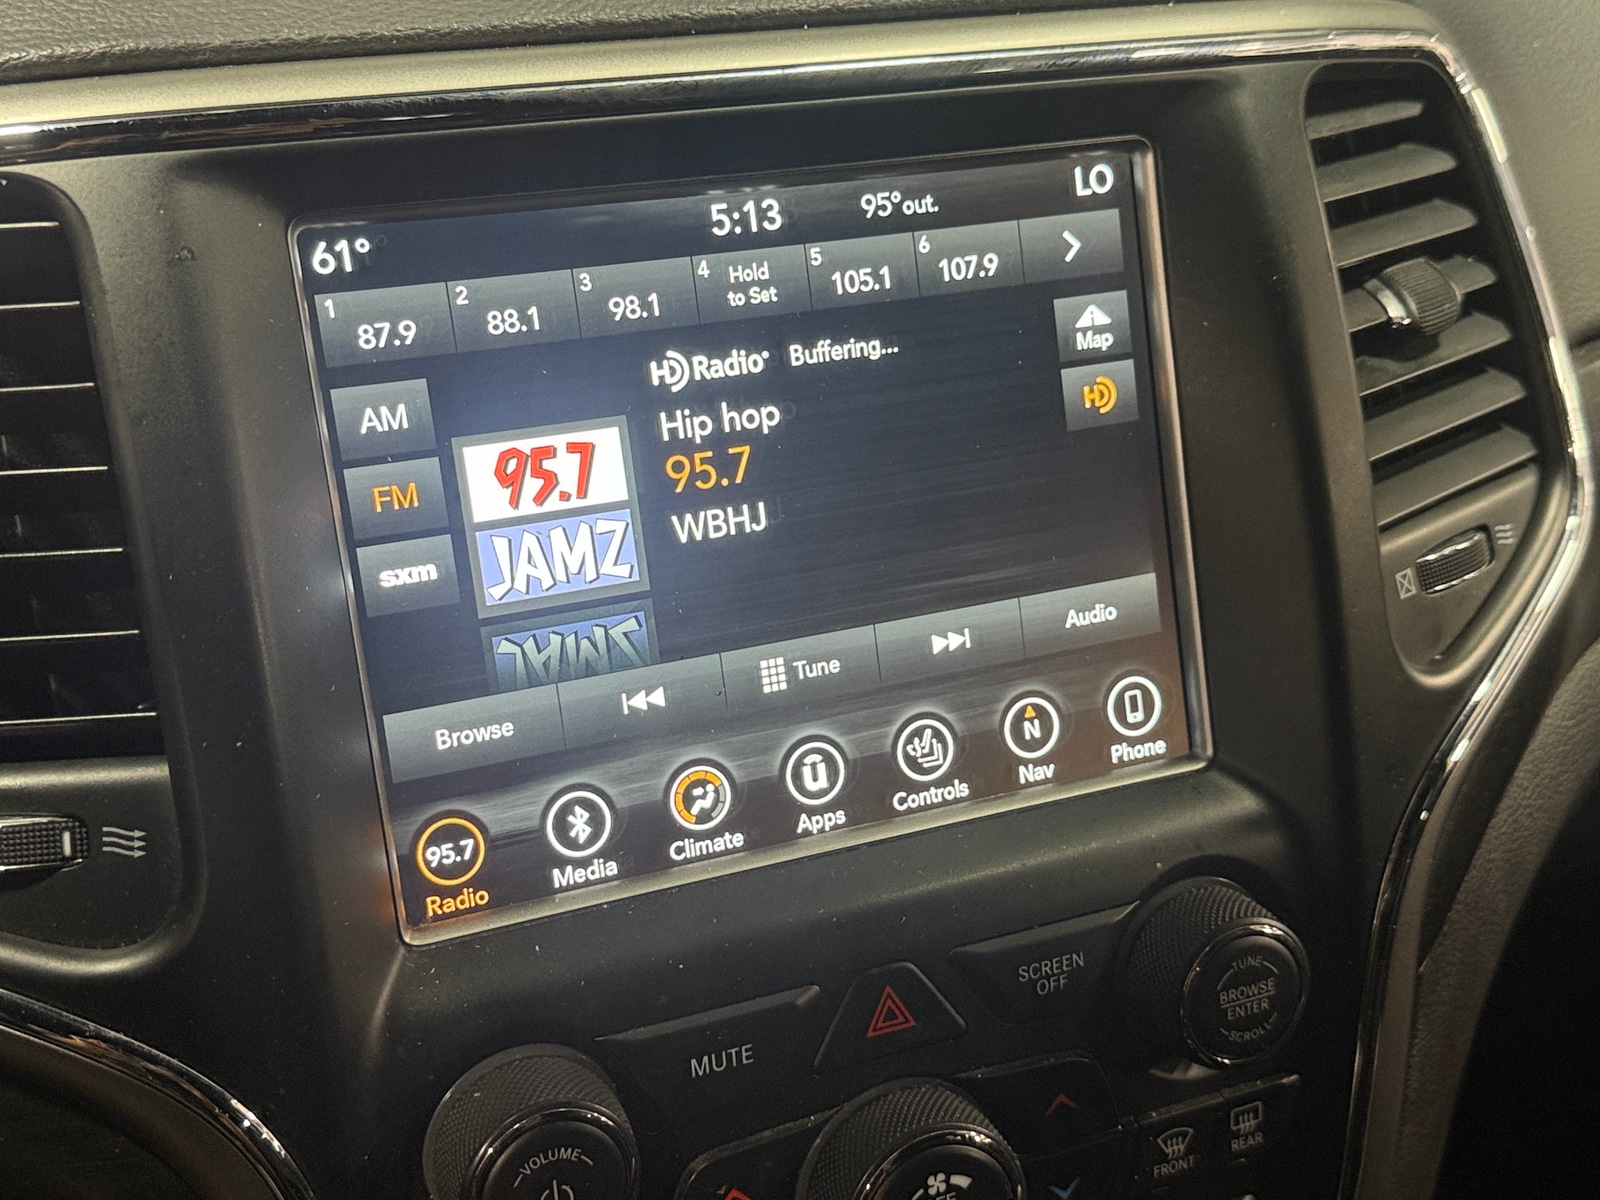 61°
5:13
95° out.
LO
1 87.9
2 88.1
3 98.1
4 Hold
to Set
5 105.1
6 107.9
HD Radio Buffering...
Map
AM
Hip hop
HD
FM
95.7
95.7
JAMZ
WBHJ
sxm
Browse
Tune
Audio
95.7
Radio
Media
Climate
Apps
Controls
N
Nav
Phone
SCREEN
OFF
TUNE
BROWSE
ENTER
SCROLL
MUTE
VOLUME
FRONT
REAR